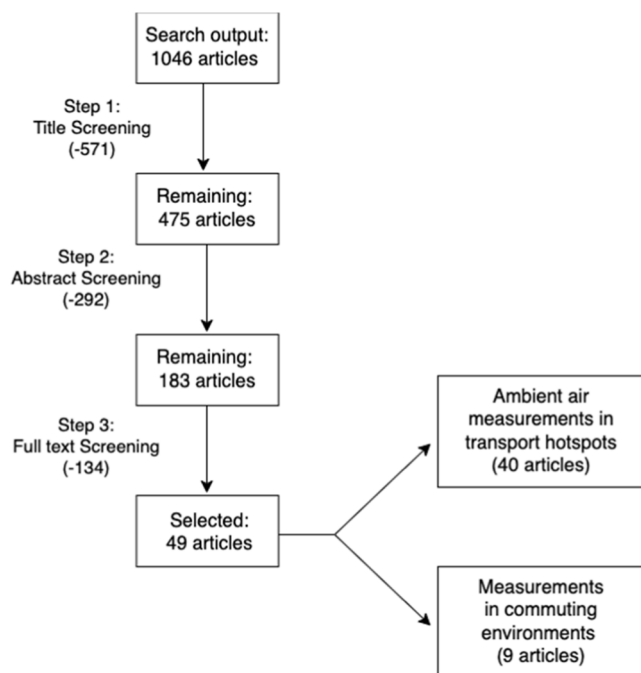 Search output:
1046 articles
Step 1:
Title Screening
(-571)
Remaining:
475 articles
Step 2:
Abstract Screening
(-292)
Remaining:
183 articles
Step 3:
Full text Screening
(-134)
Selected:
49 articles
Ambient air
measurements in
transport hotspots
(40 articles)
Measurements
in commuting
environments
(9 articles)